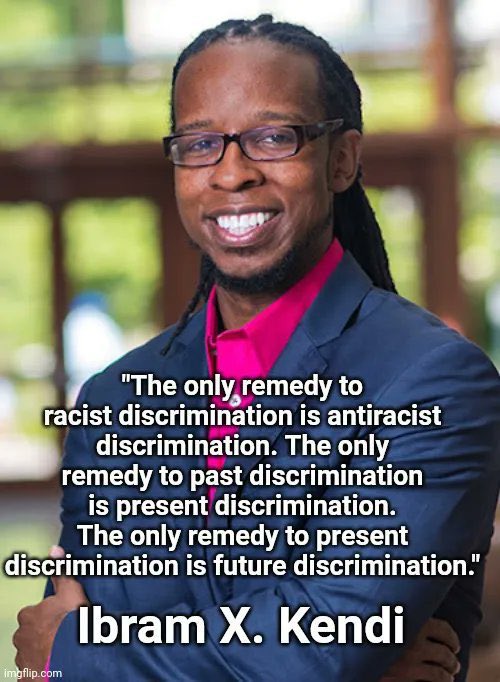 "The only remedy to
racist discrimination is antiracist
discrimination. The only
remedy to past discrimination
is present discrimination.
The only remedy to present
discrimination is future discrimination."
Ibram X. Kendi
imgflip.com